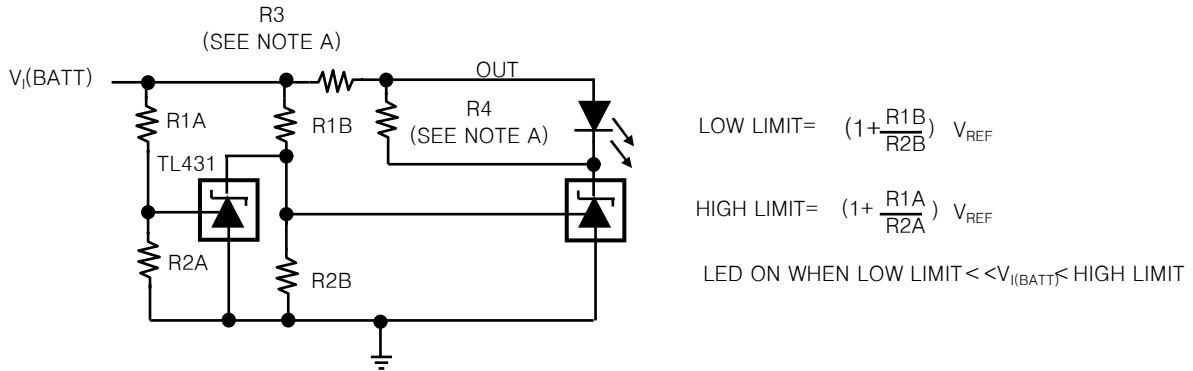 R3
(SEE NOTE A)
V_I(BATT)
OUT
R1A
R1B
R4
(SEE NOTE A)
TL431
R2A
R2B
LOW LIMIT= (1+ R1B/R2B) V_REF
HIGH LIMIT= (1+ R1A/R2A) V_REF
LED ON WHEN LOW LIMIT< <V_I(BATT)< HIGH LIMIT